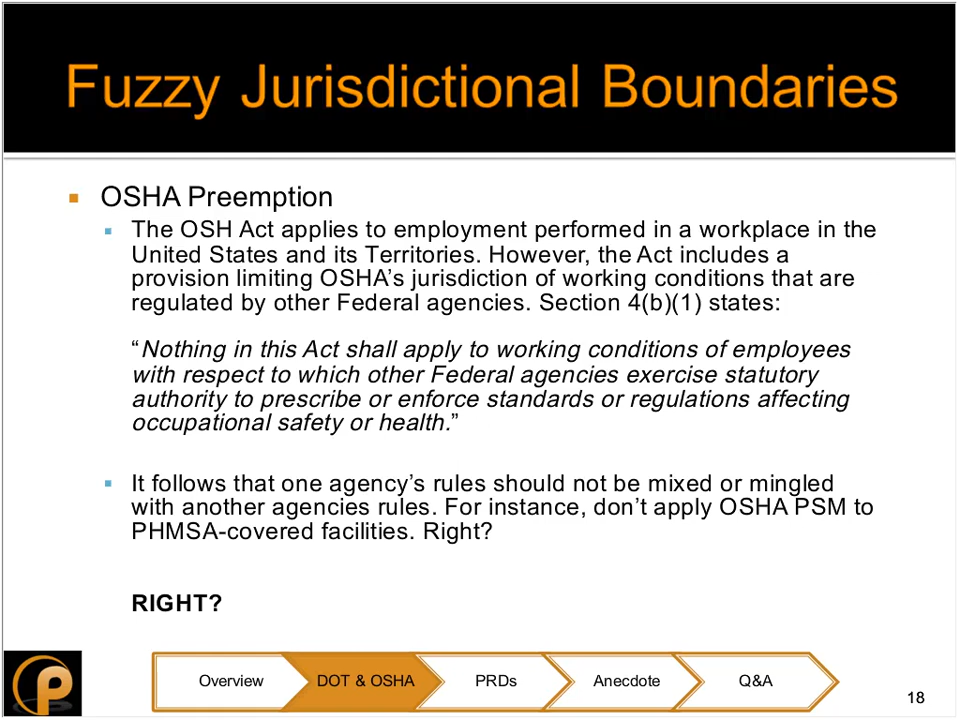 Fuzzy Jurisdictional Boundaries
OSHA Preemption
The OSH Act applies to employment performed in a workplace in the
United States and its Territories. However, the Act includes a
provision limiting OSHA’s jurisdiction of working conditions that are
regulated by other Federal agencies. Section 4(b)(1) states:
“Nothing in this Act shall apply to working conditions of employees
with respect to which other Federal agencies exercise statutory
authority to prescribe or enforce standards or regulations affecting
occupational safety or health.”
It follows that one agency’s rules should not be mixed or mingled
with another agencies rules. For instance, don’t apply OSHA PSM to
PHMSA-covered facilities. Right?
RIGHT?
P
Overview DOT & OSHA PRDs Anecdote Q&A
18